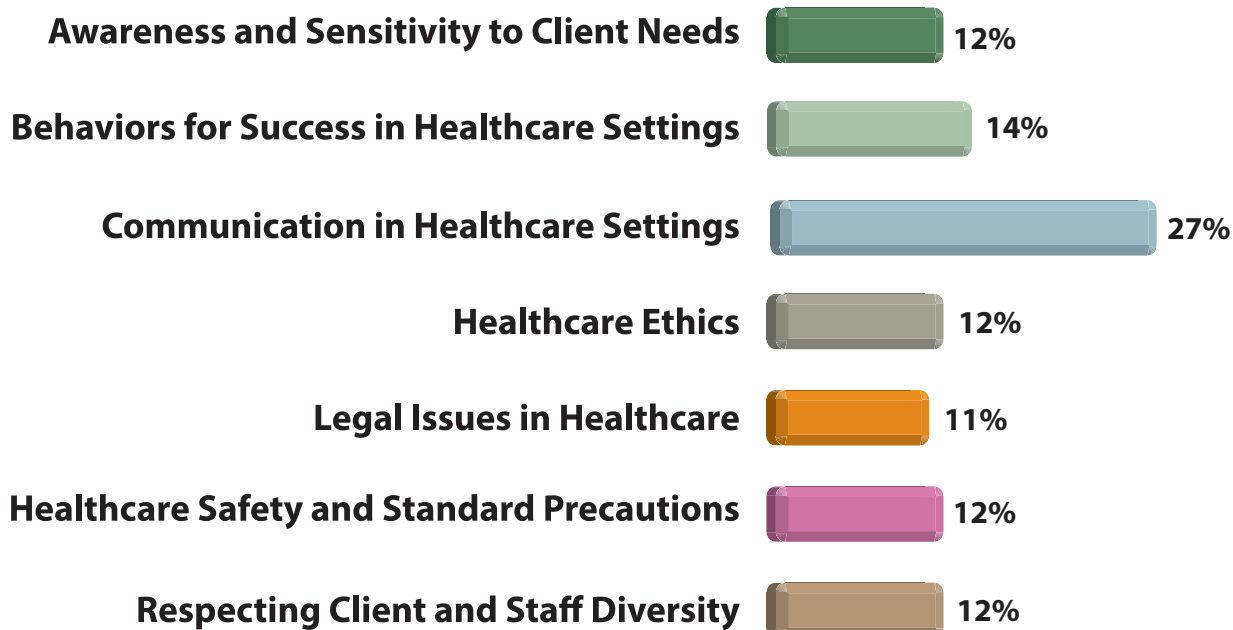 Awareness and Sensitivity to Client Needs 12%
Behaviors for Success in Healthcare Settings 14%
Communication in Healthcare Settings 27%
Healthcare Ethics 12%
Legal Issues in Healthcare 11%
Healthcare Safety and Standard Precautions 12%
Respecting Client and Staff Diversity 12%